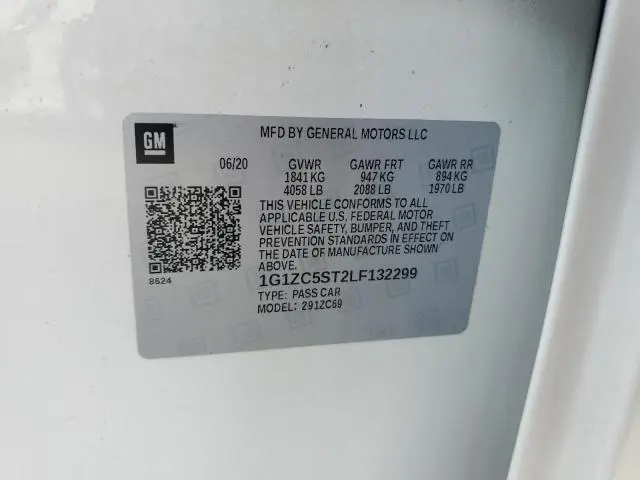 GM
MFD BY GENERAL MOTORS LLC
06/20 GVWR GAWR FRT GAWR RR
1841 KG 947 KG 894 KG
4058 LB 2088 LB 1970 LB
THIS VEHICLE CONFORMS TO ALL
APPLICABLE U.S. FEDERAL MOTOR
VEHICLE SAFETY, BUMPER, AND THEFT
PREVENTION STANDARDS IN EFFECT ON
THE DATE OF MANUFACTURE SHOWN
ABOVE.
8624
1G1ZC5ST2LF132299
TYPE: PASS CAR
MODEL: 291ZC69